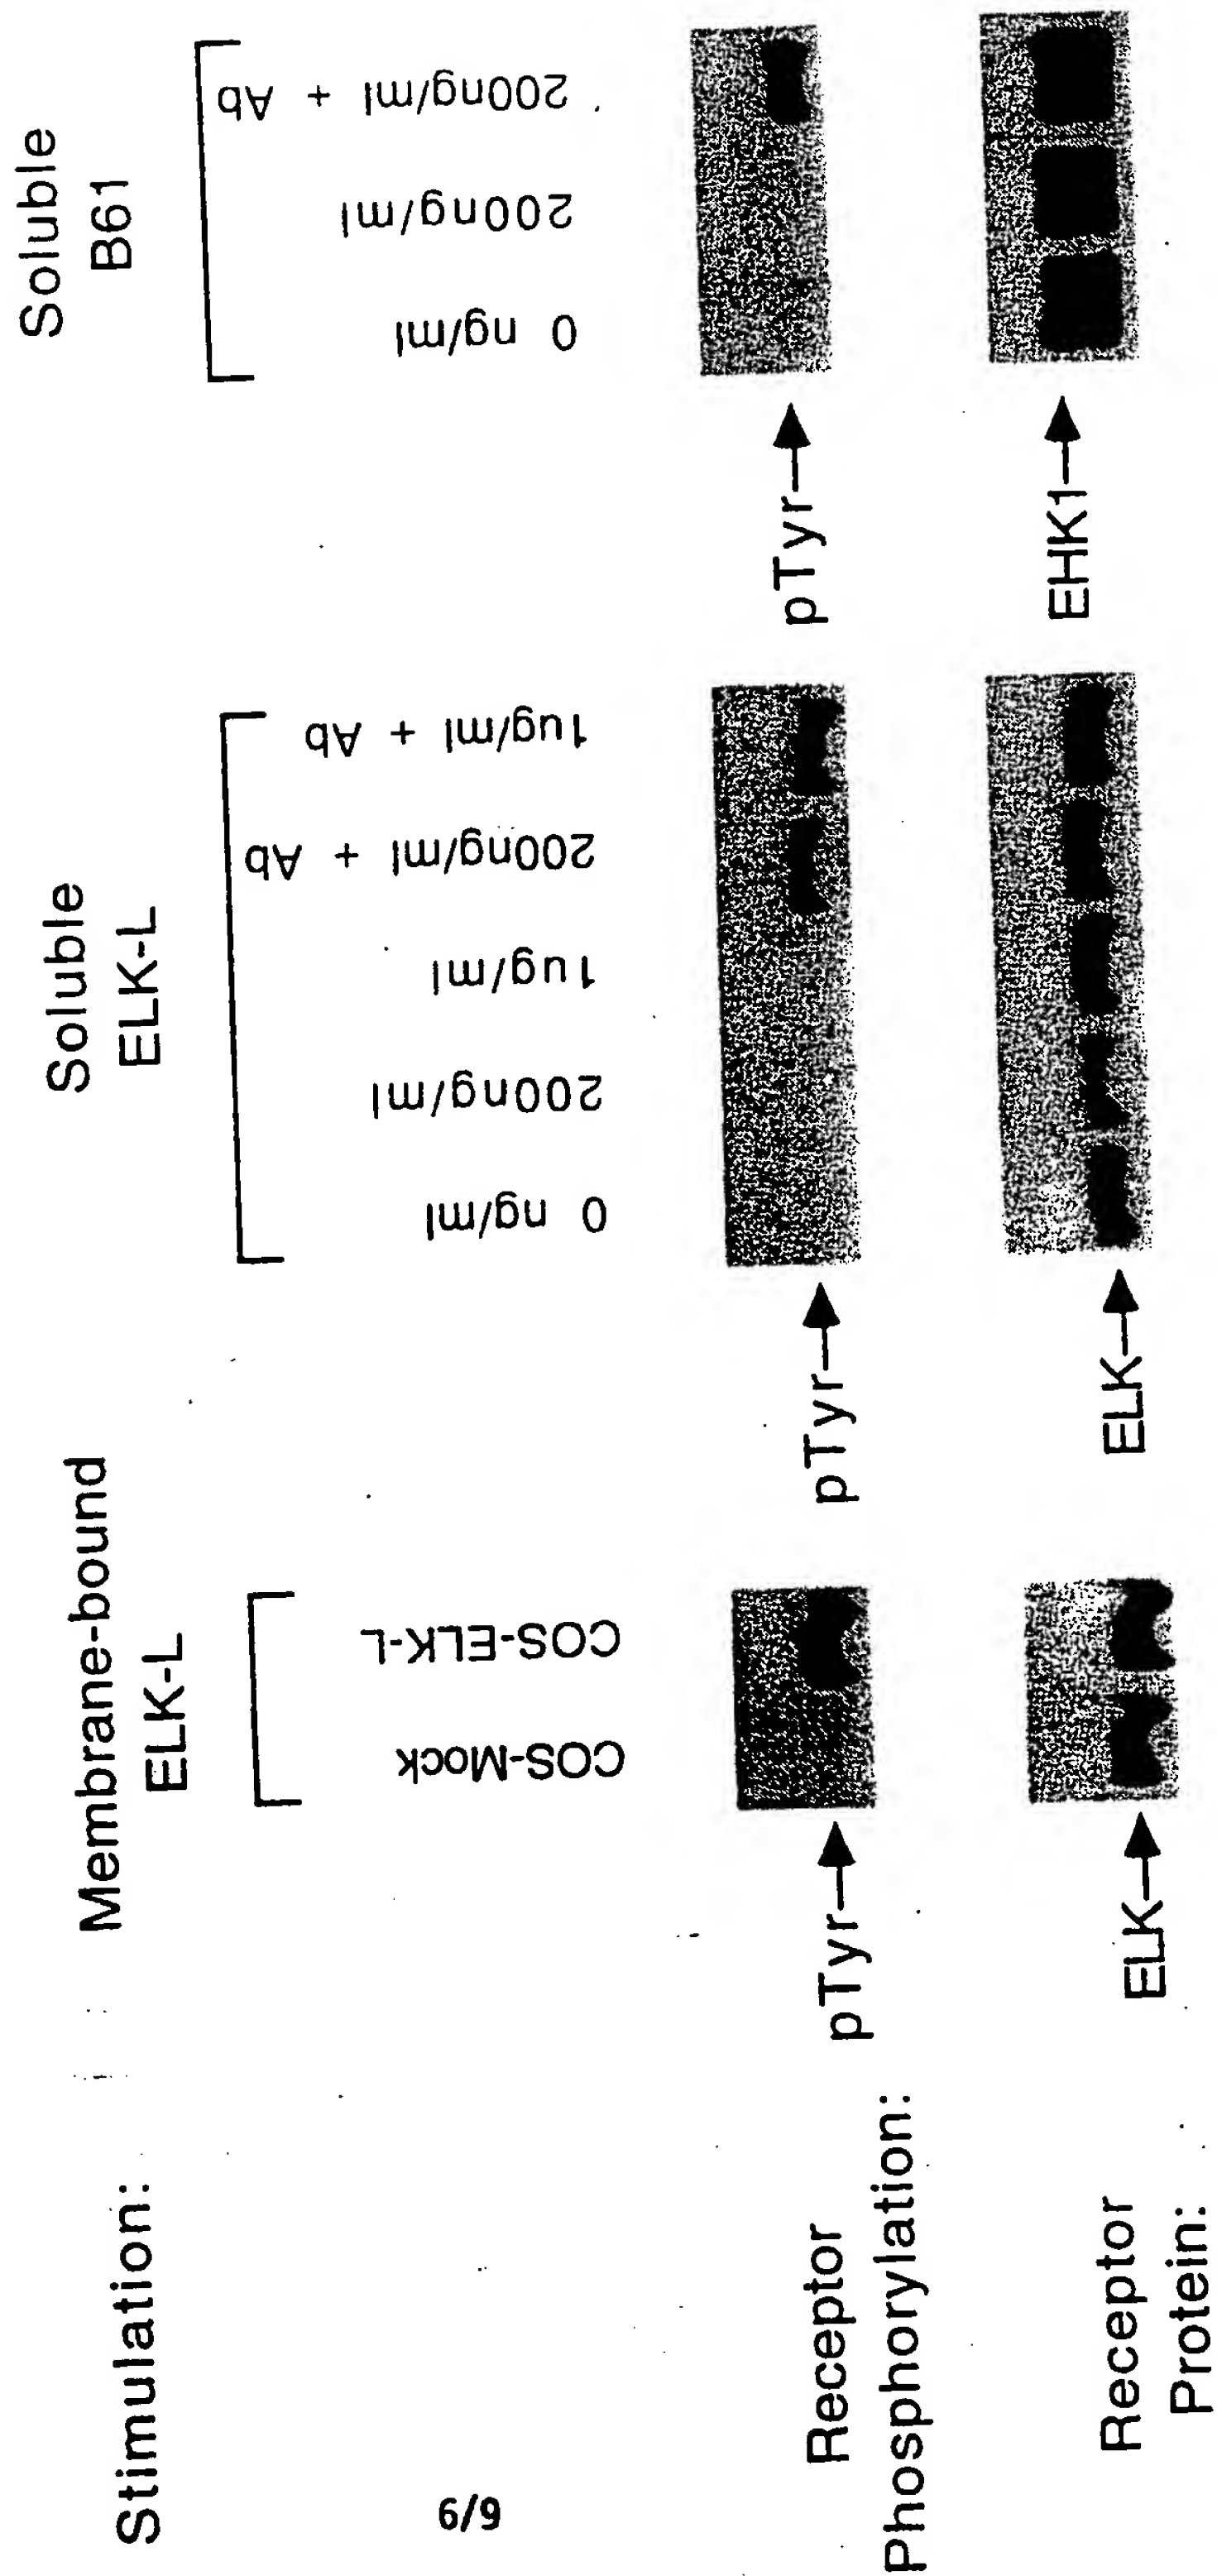 Stimulation:
Membrane-bound
ELK-L
Soluble
ELK-L
Soluble
B61
COS-Mock
COS-ELK-L
0 ng/ml
200ng/ml
1ug/ml
200ng/ml + Ab
1ug/ml + Ab
0 ng/ml
200ng/ml
200ng/ml + Ab
Receptor
Phosphorylation:
pTyr
pTyr
pTyr
Receptor
Protein:
ELK
ELK
EHK1
6/9